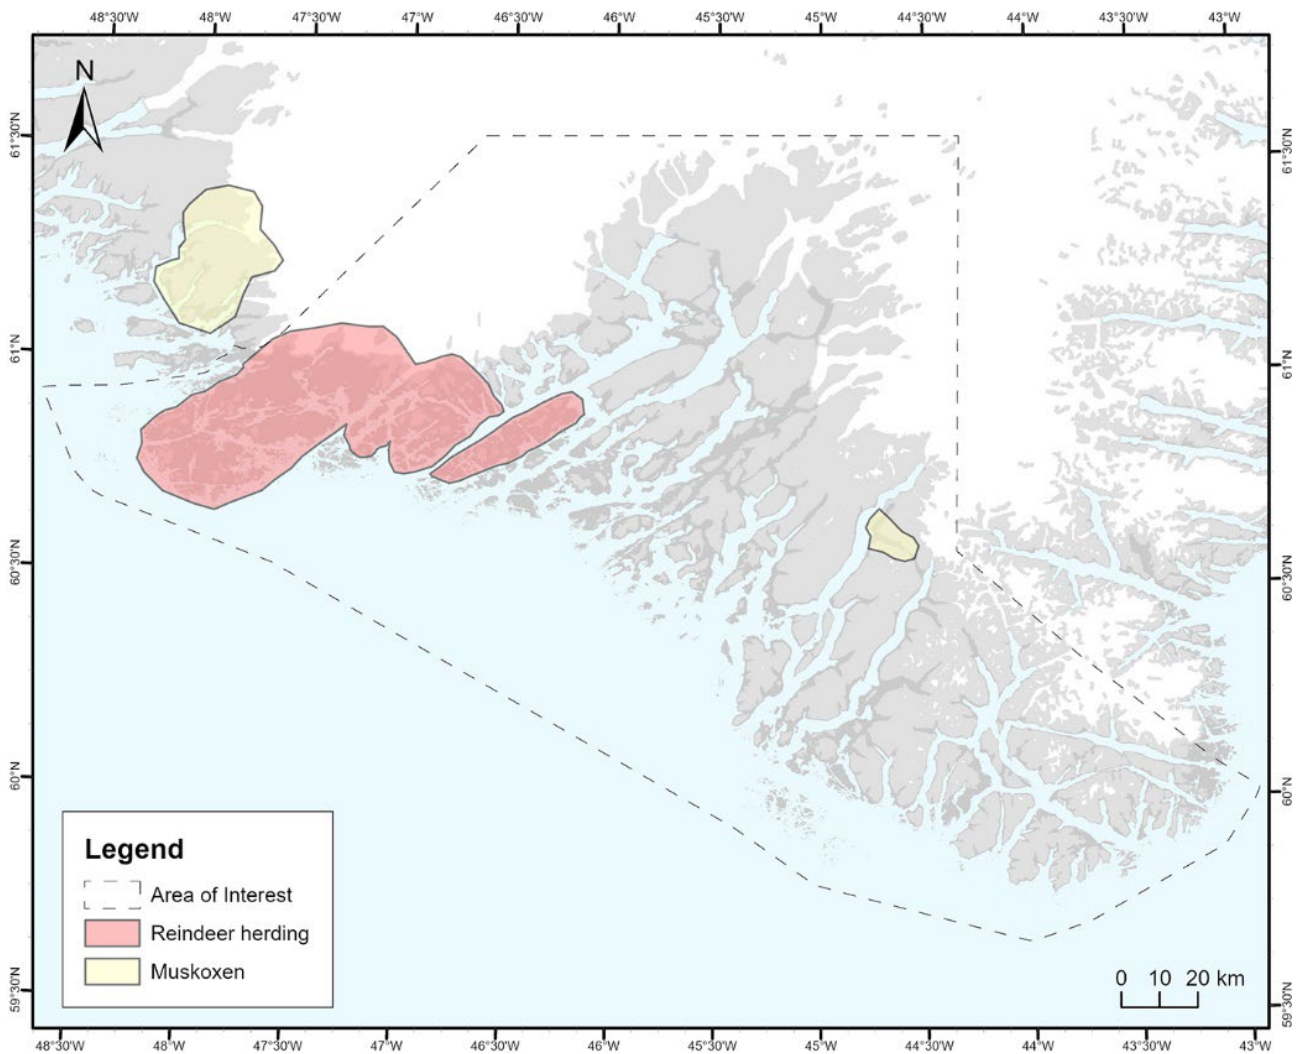 48°30'W 48°W 47°30'W 47°W 46°30'W 46°W 45°30'W 45°W 44°30'W 44°W 43°30'W 43°W
N
61°30'N 61°30'N
61°N 61°N
60°30'N 60°30'N
60°N 60°N
59°30'N 59°30'N
Legend
Area of Interest
Reindeer herding
Muskoxen
0 10 20 km
48°30'W 48°W 47°30'W 47°W 46°30'W 46°W 45°30'W 45°W 44°30'W 44°W 43°30'W 43°W